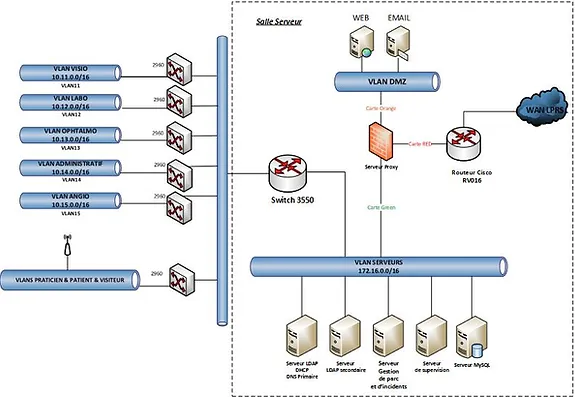 Salle Serveur
WEB
EMAIL
VLAN DMZ
Carte Orange
Serveur Proxy
Carte RED
Routeur Cisco
RV016
WAN LPRS
Carte Green
2960
VLAN VISIO
10.11.0.0/16
VLAN11
2960
VLAN LABO
10.12.0.0/16
VLAN12
2960
VLAN OPHTALMO
10.13.0.0/16
VLAN13
2960
VLAN ADMINISTRATIF
10.14.0.0/16
VLAN14
2960
VLAN ANGIO
10.15.0.0/16
VLAN15
2960
VLANS PRATICIEN & PATIENT & VISITEUR
Switch 3550
VLAN SERVEURS
172.16.0.0/16
Serveur LDAP
DHCP
DNS Primaire
Serveur
LDAP secondaire
Serveur
Gestion
de parc
et d'incidents
Serveur
de supervision
Serveur MySQL